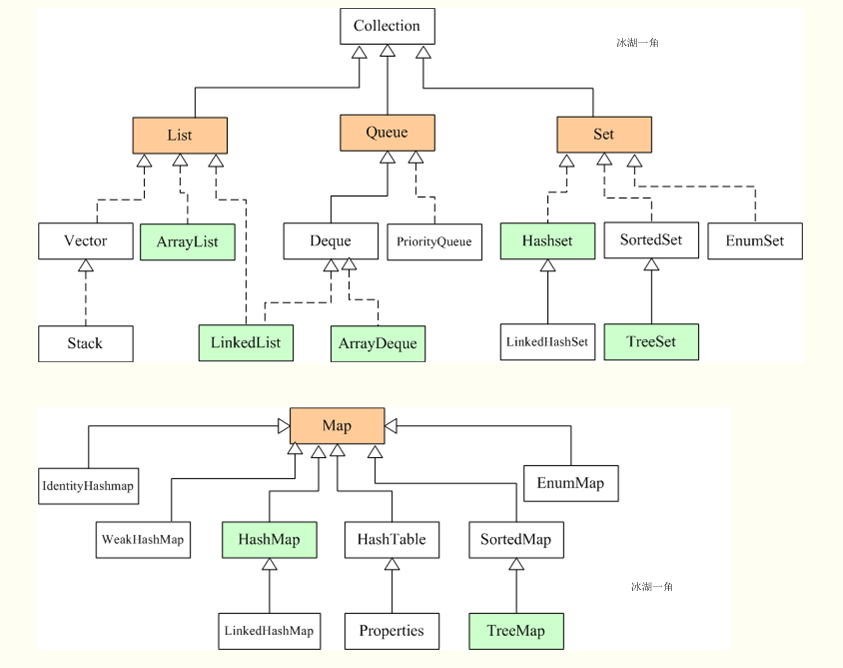 Collection
冰湖一角
List
Queue
Set
Vector
ArrayList
Deque
PriorityQueue
Hashset
SortedSet
EnumSet
Stack
LinkedList
ArrayDeque
LinkedHashSet
TreeSet
Map
IdentityHashmap
EnumMap
WeakHashMap
HashMap
HashTable
SortedMap
冰湖一角
LinkedHashMap
Properties
TreeMap